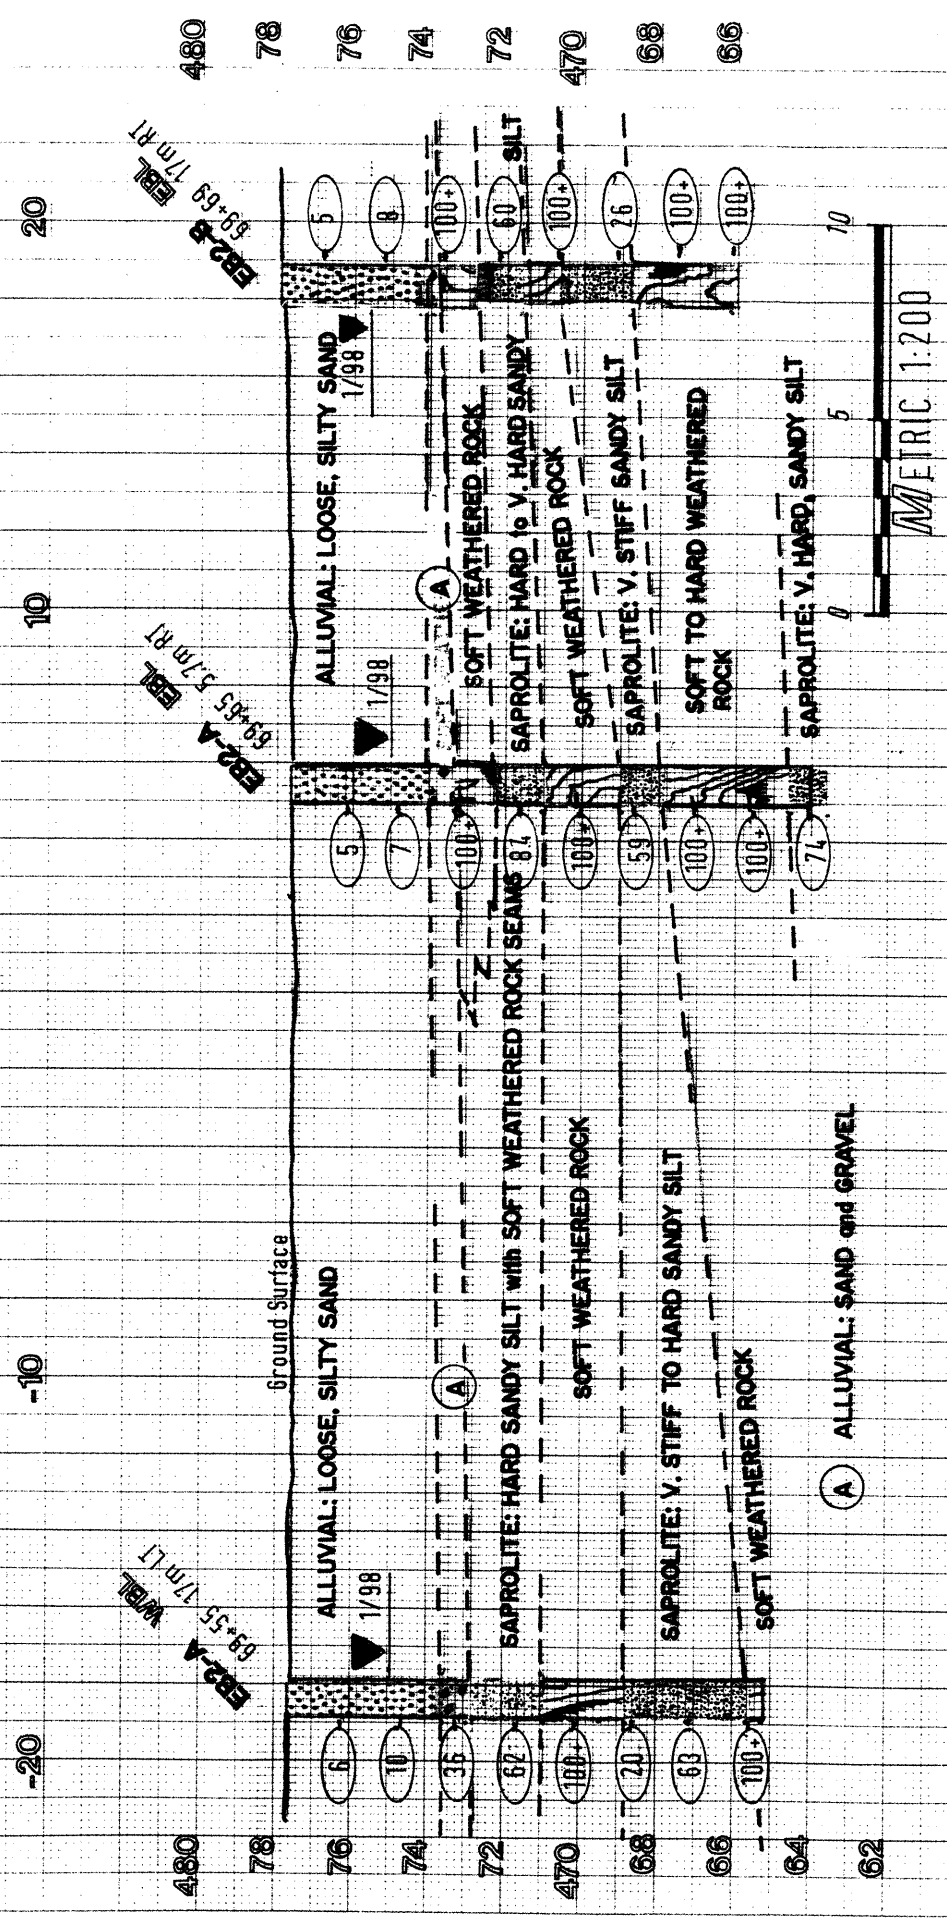 480
78
76
74
72
470
68
66
64
62
480
78
76
74
72
470
68
66
-20
-10
10
20
EB2-A WBL
69+55 17m LT
EB2-A EBL
69+65 5.7m RT
EB2-B EBL
69+69 17m RT
Ground Surface
ALLUVIAL: LOOSE, SILTY SAND
ALLUVIAL: LOOSE, SILTY SAND
1/98
1/98
1/98
6
10
36
62
100+
20
63
100+
5
7
100+
84
100+
59
100+
100+
74
5
8
100+
60
100+
26
100+
100+
A
A
SAPROLITE: HARD SANDY SILT with SOFT WEATHERED ROCK SEAMS
SOFT WEATHERED ROCK
SAPROLITE: V. STIFF TO HARD SANDY SILT
SOFT WEATHERED ROCK
SOFT WEATHERED ROCK
SAPROLITE: HARD to V. HARD SANDY SILT
SOFT WEATHERED ROCK
SAPROLITE: V. STIFF SANDY SILT
SOFT TO HARD WEATHERED
ROCK
SAPROLITE: V. HARD, SANDY SILT
A ALLUVIAL: SAND and GRAVEL
0 5 10
METRIC 1:200